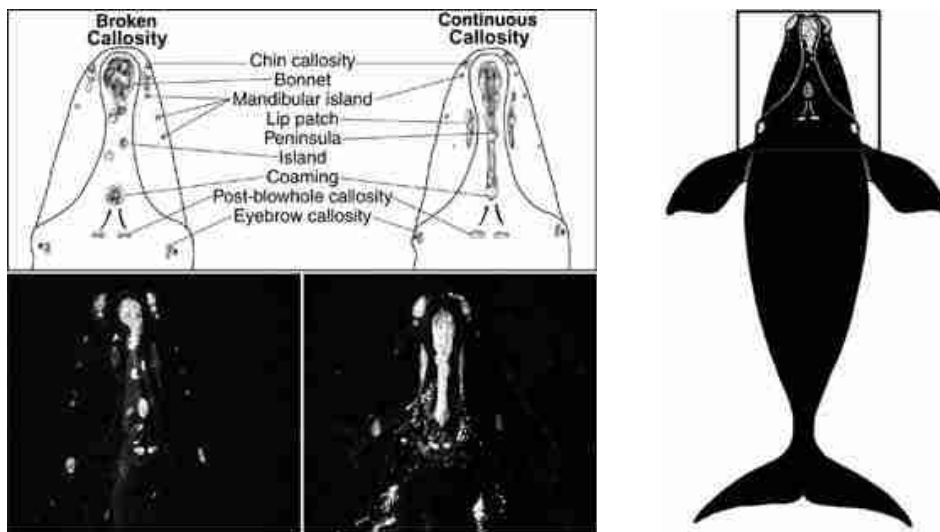 Broken
Callosity
Continuous
Callosity
Chin callosity
Bonnet
Mandibular island
Lip patch
Peninsula
Island
Coaming
Post-blowhole callosity
Eyebrow callosity